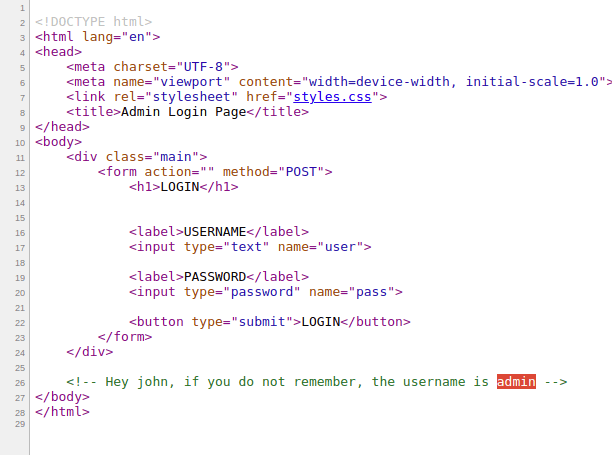 1
2 <!DOCTYPE html>
3 <html lang="en">
4 <head>
5     <meta charset="UTF-8">
6     <meta name="viewport" content="width=device-width, initial-scale=1.0">
7     <link rel="stylesheet" href="styles.css">
8     <title>Admin Login Page</title>
9 </head>
10 <body>
11     <div class="main">
12         <form action="" method="POST">
13             <h1>LOGIN</h1>
14
15
16             <label>USERNAME</label>
17             <input type="text" name="user">
18
19             <label>PASSWORD</label>
20             <input type="password" name="pass">
21
22             <button type="submit">LOGIN</button>
23         </form>
24     </div>
25
26     <!-- Hey john, if you do not remember, the username is admin -->
27 </body>
28 </html>
29